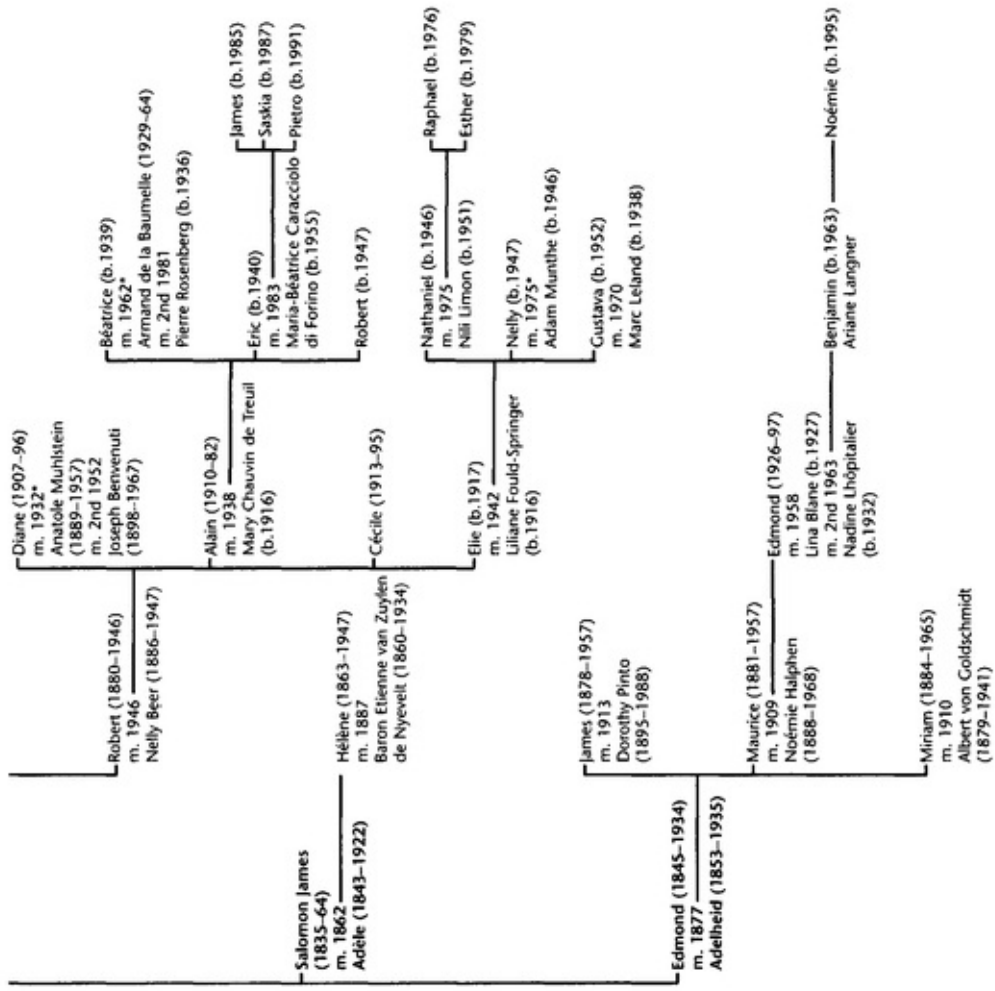 Salomon James
(1835–64)
m. 1862
Adèle (1843–1922)
Edmond (1845–1934)
m. 1877
Adelheid (1853–1935)
Robert (1880–1946)
m. 1946
Nelly Beer (1886–1947)
Hélène (1863–1947)
m. 1887
Baron Etienne van Zuylen
de Nyevelt (1860–1934)
James (1878–1957)
m. 1913
Dorothy Pinto
(1895–1988)
Maurice (1881–1957)
m. 1909
Noémie Halphen
(1888–1968)
Miriam (1884–1965)
m. 1910
Albert von Goldschmidt
(1879–1941)
Diane (1907–96)
m. 1932*
Anatole Muhlstein
(1889–1957)
m. 2nd 1952
Joseph Benvenuti
(1898–1967)
Alain (1910–82)
m. 1938
Mary Chauvin de Treuil
(b.1916)
Cécile (1913–95)
Elie (b.1917)
m. 1942
Liliane Fould-Springer
(b.1916)
Edmond (1926–97)
m. 1958
Lina Blane (b.1927)
m. 2nd 1963
Nadine Lhôpitalier
(b.1932)
Béatrice (b.1939)
m. 1962*
Armand de la Baumelle (1929–64)
m. 2nd 1981
Pierre Rosenberg (b.1936)
Eric (b.1940)
m. 1983
Maria-Béatrice Caracciolo
di Forino (b.1955)
Robert (b.1947)
Nathaniel (b.1946)
m. 1975
Nili Limon (b.1951)
Nelly (b.1947)
m. 1975*
Adam Munthe (b.1946)
Gustava (b.1952)
m. 1970
Marc Leland (b.1938)
Benjamin (b.1963)
Ariane Langner
James (b.1985)
Saskia (b.1987)
Pietro (b.1991)
Raphael (b.1976)
Esther (b.1979)
Noémie (b.1995)